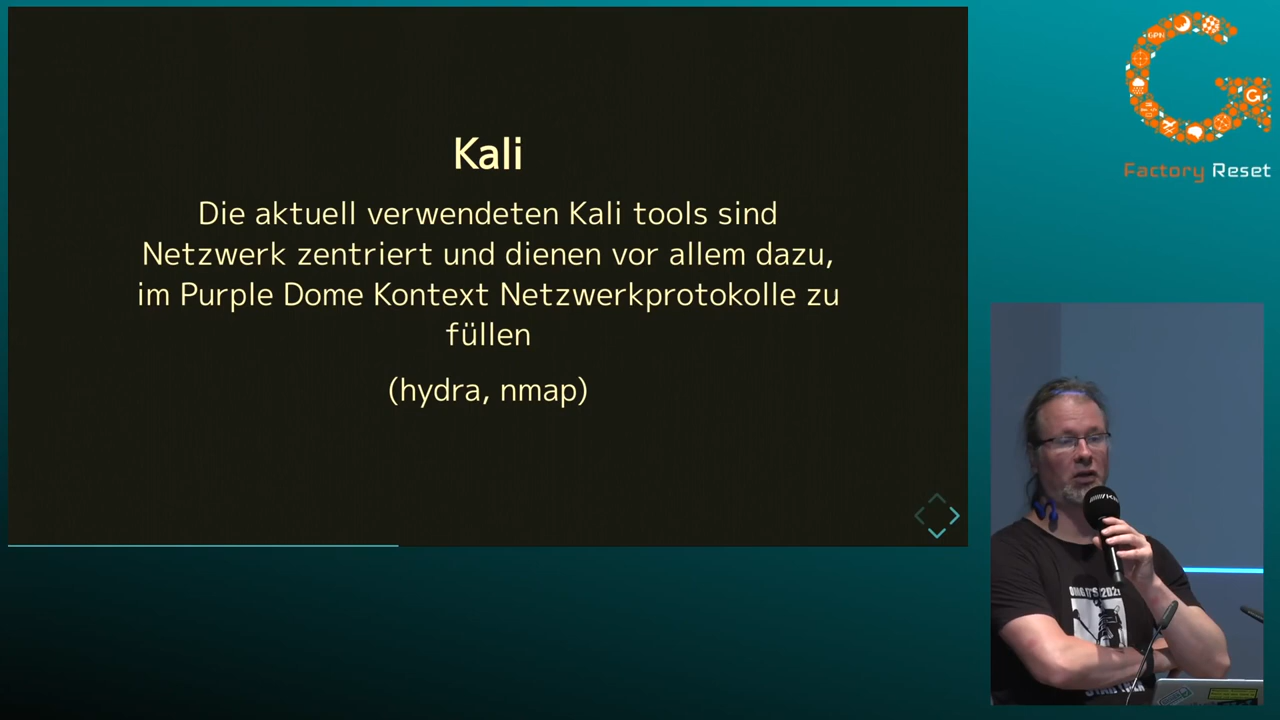 Kali
Die aktuell verwendeten Kali tools sind
Netzwerk zentriert und dienen vor allem dazu,
im Purple Dome Kontext Netzwerkprotokolle zu
füllen
(hydra, nmap)
GPN
Factory Reset